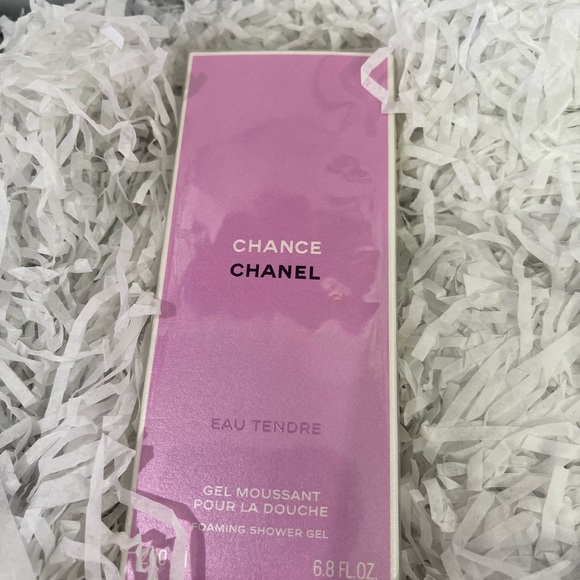 CHANCE
CHANEL
EAU TENDRE
GEL MOUSSANT
POUR LA DOUCHE
FOAMING SHOWER GEL
6.8 FL.OZ.